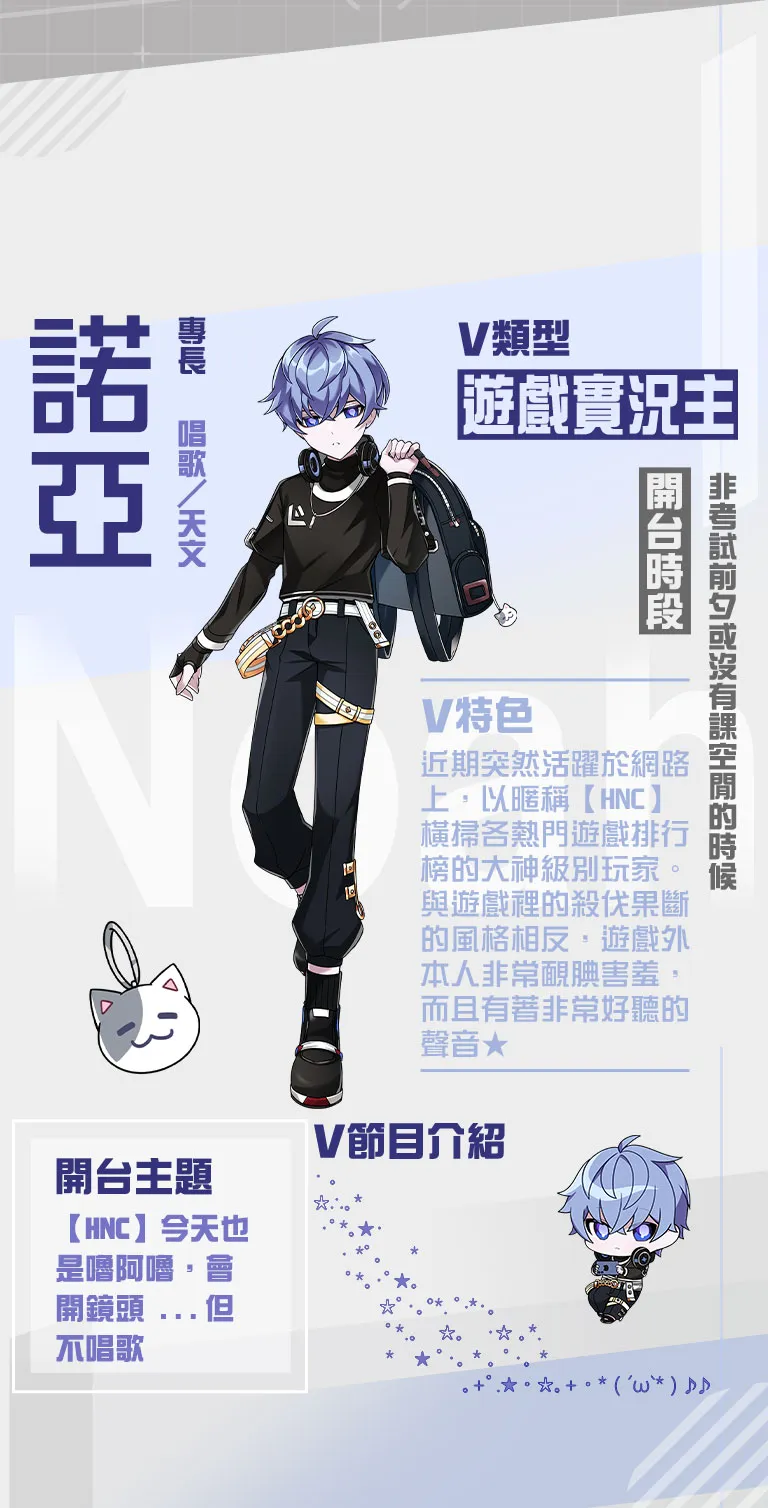 諾亞
專長 唱歌／天文
V類型
遊戲實況主
開台時段
非考試前夕或沒有課空閒的時候
Noah
V特色
近期突然活躍於網路
上，以暱稱【HNC】
橫掃各熱門遊戲排行
榜的大神級別玩家。
與遊戲裡的殺伐果斷
的風格相反，遊戲外
本人非常靦腆害羞，
而且有著非常好聽的
聲音★
開台主題
【HNC】今天也
是嚕阿嚕，會
開鏡頭 ...但
不唱歌
V節目介紹
｡+ﾟ.★・☆｡+・*(´ω`*)♪♪